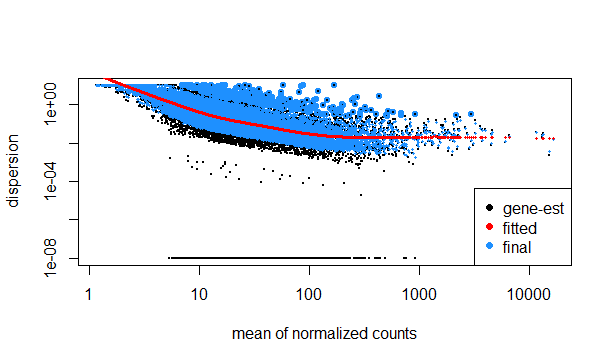 dispersion
1e+00
1e-04
1e-08
gene-est
fitted
final
1
10
100
1000
10000
mean of normalized counts